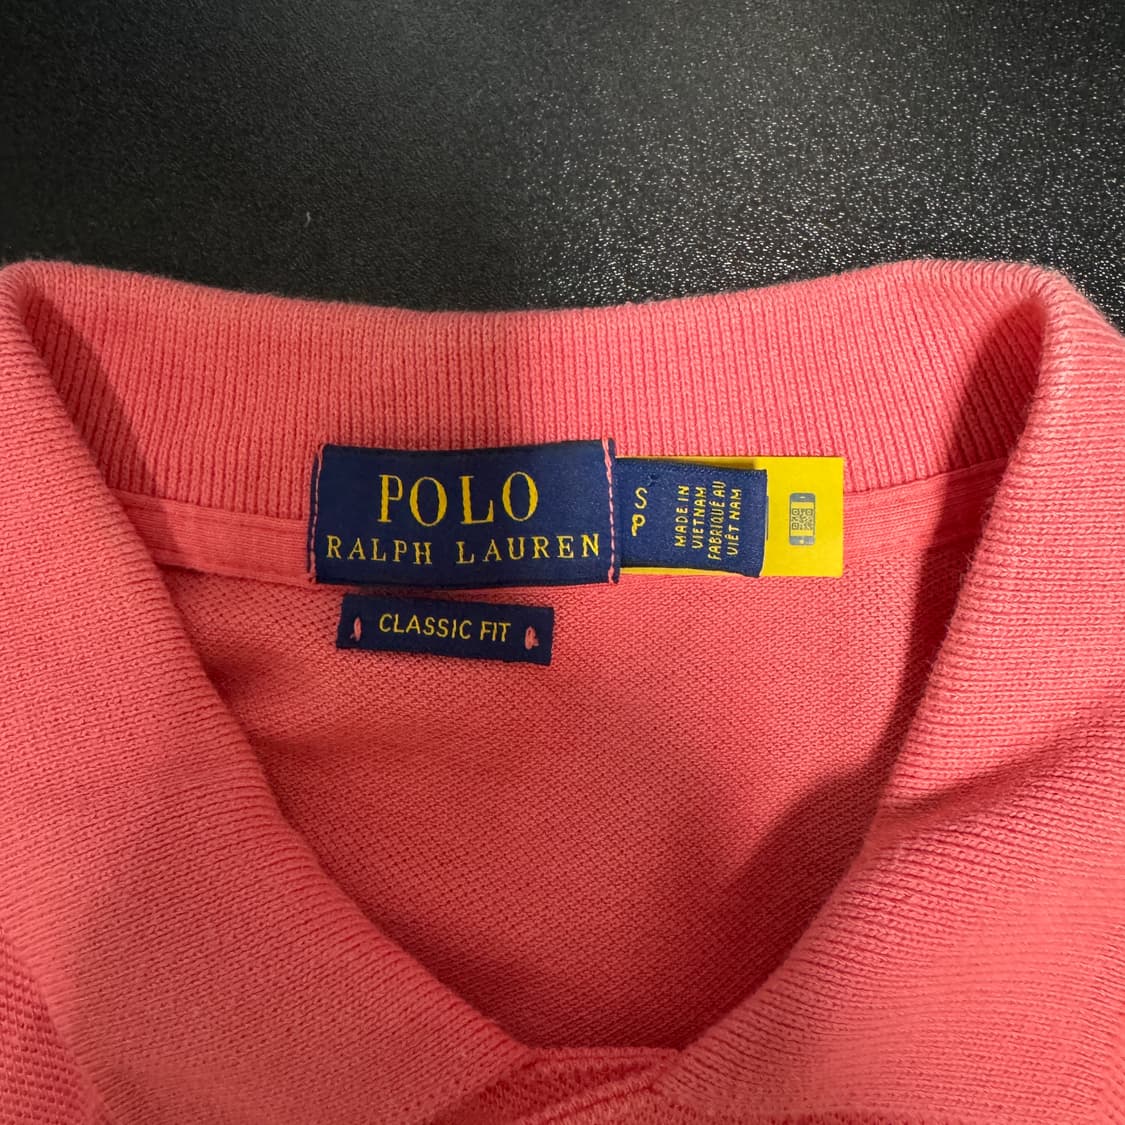 POLO
RALPH LAUREN
CLASSIC FIT
S
P
MADE IN
VIETNAM
FABRIQUÉ AU
VIÊT NAM